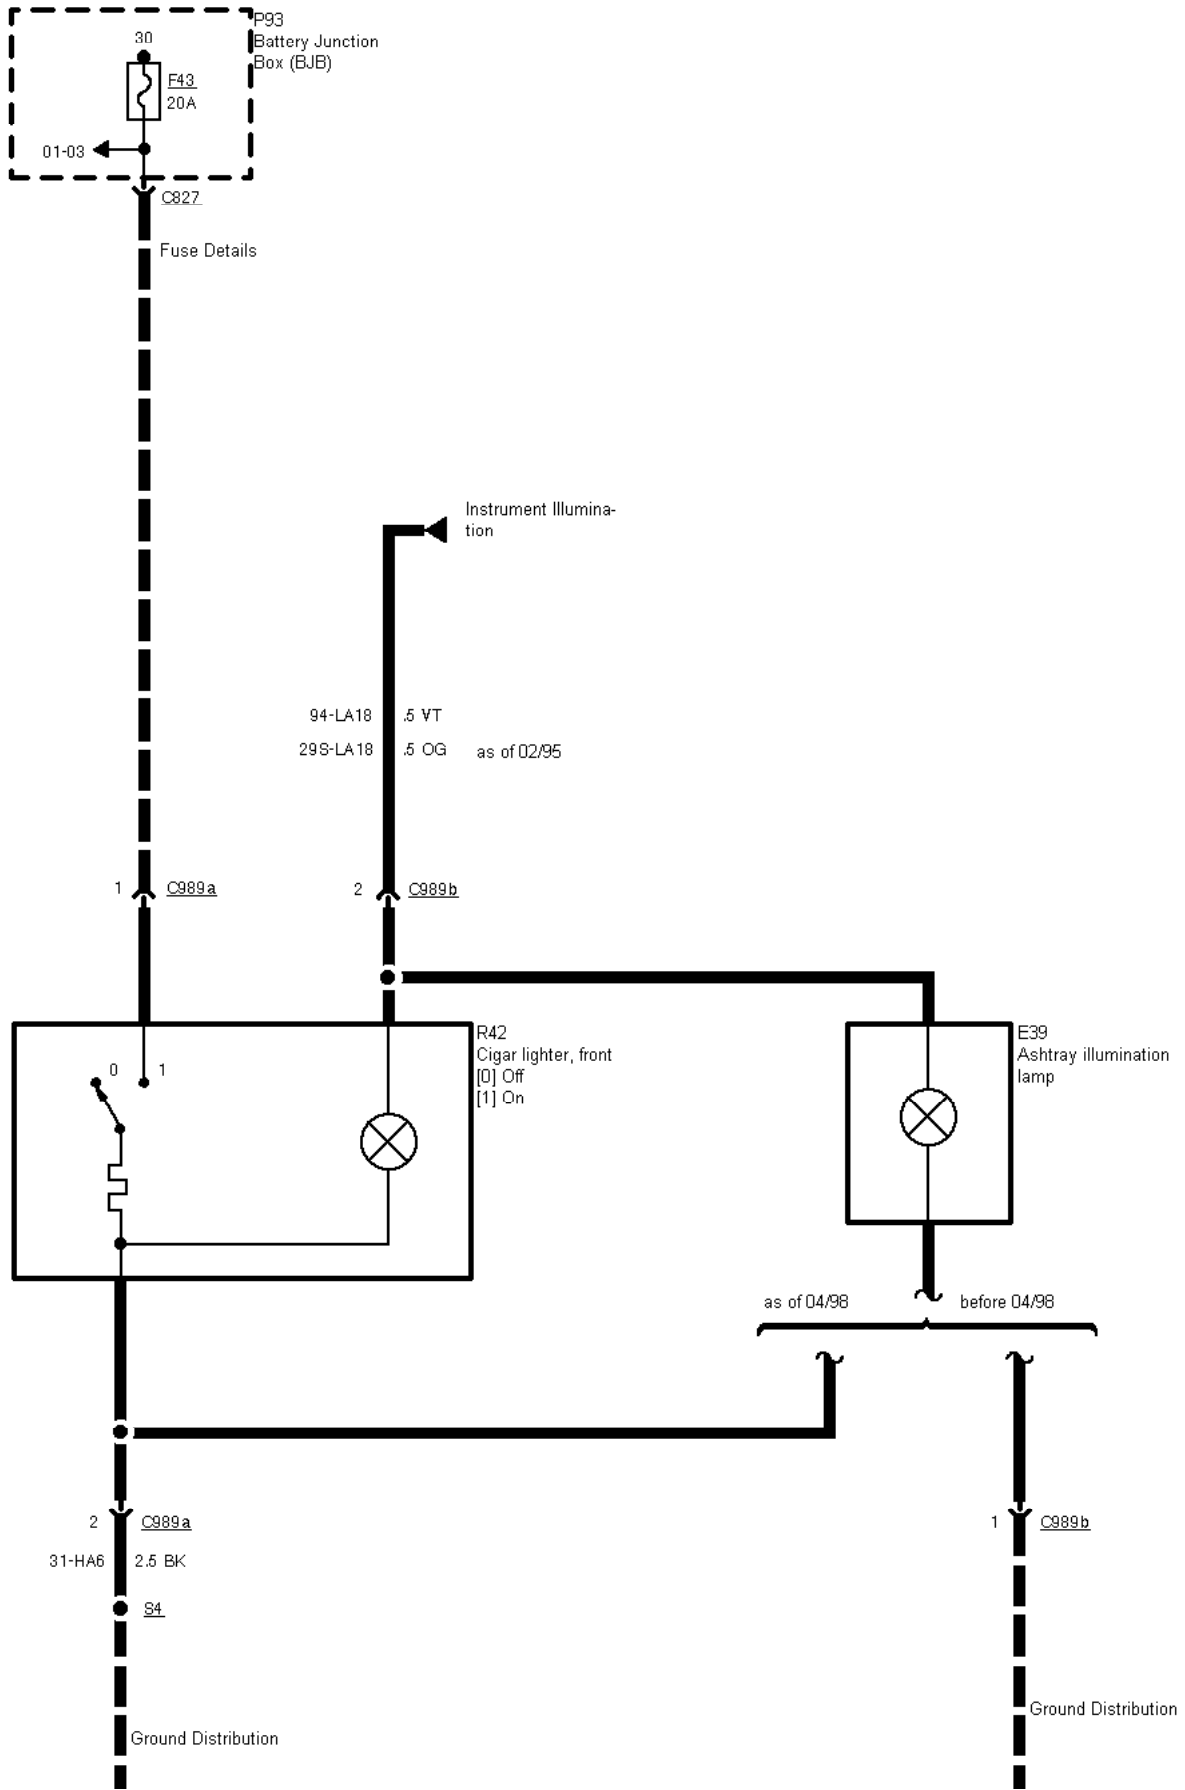 P93
Battery Junction
Box (BJB)
30
F43
20A
01-03
C827
Fuse Details
Instrument Illumina-
tion
94-LA18 .5 VT
29S-LA18 .5 OG as of 02/95
1 C989a
2 C989b
R42
Cigar lighter, front
[0] Off
[1] On
0 1
E39
Ashtray illumination
lamp
as of 04/98 before 04/98
2 C989a
31-HA6 2.5 BK
S4
1 C989b
Ground Distribution
Ground Distribution